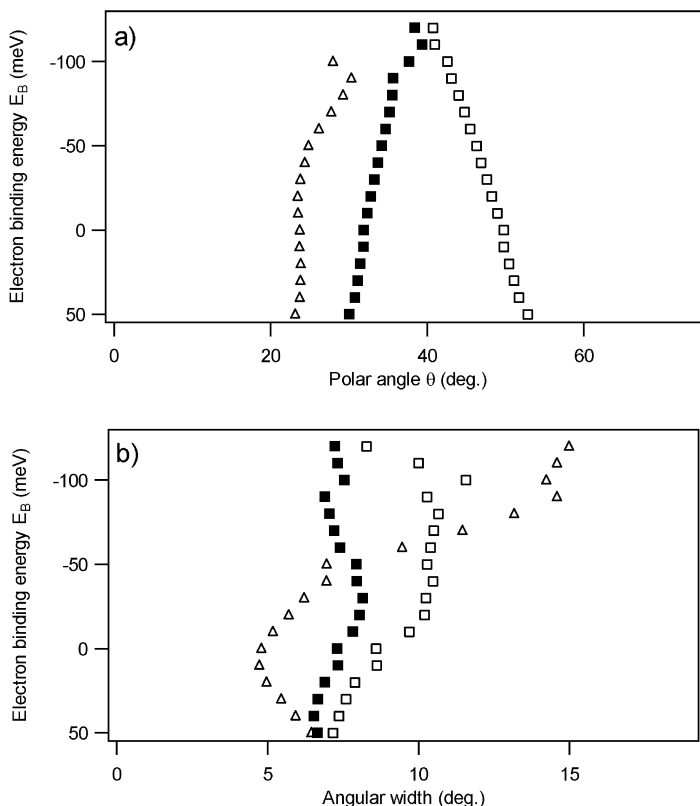 a)
Electron binding energy E_B (meV)
-100
-50
0
50
0 20 40 60
Polar angle θ (deg.)
b)
Electron binding energy E_B (meV)
-100
-50
0
50
0 5 10 15
Angular width (deg.)